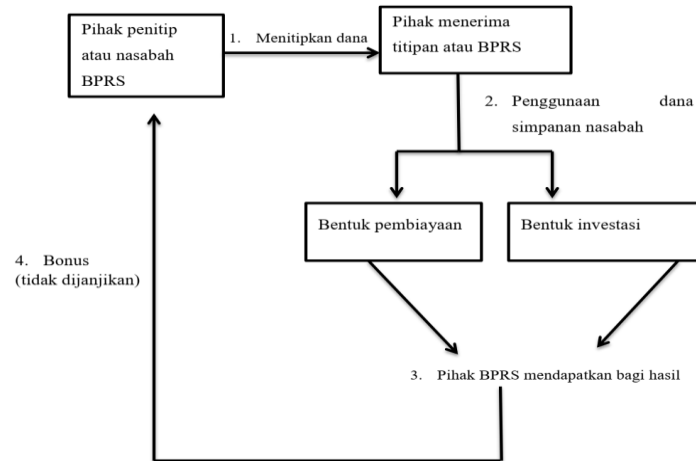 Pihak penitip
atau nasabah
BPRS
1. Menitipkan dana
Pihak menerima
titipan atau BPRS
2. Penggunaan dana
simpanan nasabah
Bentuk pembiayaan
Bentuk investasi
4. Bonus
(tidak dijanjikan)
3. Pihak BPRS mendapatkan bagi hasil